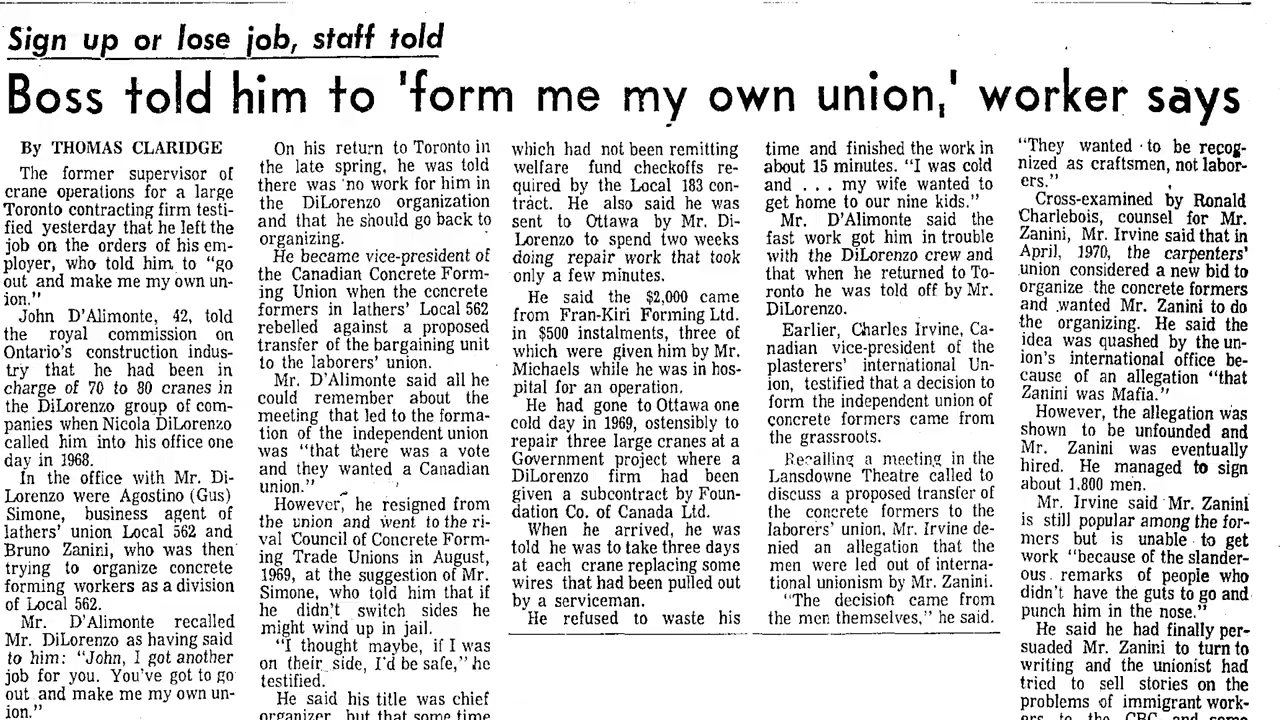 Sign up or lose job, staff told
Boss told him to 'form me my own union,' worker says
By THOMAS CLARIDGE
The former supervisor of
crane operations for a large
Toronto contracting firm testi-
fied yesterday that he left the
job on the orders of his em-
ployer, who told him to "go
out and make me my own un-
ion."
John D'Alimonte, 42, told
the royal commission on
Ontario's construction indus-
try that he had been in
charge of 70 to 80 cranes in
the DiLorenzo group of com-
panies when Nicola DiLorenzo
called him into his office one
day in 1968.
In the office with Mr. Di-
Lorenzo were Agostino (Gus)
Simone, business agent of
lathers' union Local 562 and
Bruno Zanini, who was then
trying to organize concrete
forming workers as a division
of Local 562.
Mr. D'Alimonte recalled
Mr. DiLorenzo as having said
to him: "John, I got another
job for you. You've got to go
out and make me my own un-
ion."
On his return to Toronto in
the late spring, he was told
there was no work for him in
the DiLorenzo organization
and that he should go back to
organizing.
He became vice-president of
the Canadian Concrete Form-
ing Union when the concrete
formers in lathers' Local 562
rebelled against a proposed
transfer of the bargaining unit
to the laborers' union.
Mr. D'Alimonte said all he
could remember about the
meeting that led to the forma-
tion of the independent union
was "that there was a vote
and they wanted a Canadian
union."
However, he resigned from
the union and went to the ri-
val Council of Concrete Form-
ing Trade Unions in August,
1969, at the suggestion of Mr.
Simone, who told him that if
he didn't switch sides he
might wind up in jail.
"I thought maybe, if I was
on their side, I'd be safe," he
testified.
He said his title was chief
organizer, but that some time
which had not been remitting
welfare fund checkoffs re-
quired by the Local 183 con-
tract. He also said he was
sent to Ottawa by Mr. Di-
Lorenzo to spend two weeks
doing repair work that took
only a few minutes.
He said the $2,000 came
from Fran-Kiri Forming Ltd.
in $500 instalments, three of
which were given him by Mr.
Michaels while he was in hos-
pital for an operation.
He had gone to Ottawa one
cold day in 1969, ostensibly to
repair three large cranes at a
Government project where a
DiLorenzo firm had been
given a subcontract by Foun-
dation Co. of Canada Ltd.
When he arrived, he was
told he was to take three days
at each crane replacing some
wires that had been pulled out
by a serviceman.
He refused to waste his
time and finished the work in
about 15 minutes. "I was cold
and . . . my wife wanted to
get home to our nine kids."
Mr. D'Alimonte said the
fast work got him in trouble
with the DiLorenzo crew and
that when he returned to To-
ronto he was told off by Mr.
DiLorenzo.
Earlier, Charles Irvine, Ca-
nadian vice-president of the
plasterers' international Un-
ion, testified that a decision to
form the independent union of
concrete formers came from
the grassroots.
Recalling a meeting in the
Lansdowne Theatre called to
discuss a proposed transfer of
the concrete formers to the
laborers' union, Mr. Irvine de-
nied an allegation that the
men were led out of interna-
tional unionism by Mr. Zanini.
"The decision came from
the men themselves," he said.
"They wanted to be recog-
nized as craftsmen, not labor-
ers."
Cross-examined by Ronald
Charlebois, counsel for Mr.
Zanini, Mr. Irvine said that in
April, 1970, the carpenters'
union considered a new bid to
organize the concrete formers
and wanted Mr. Zanini to do
the organizing. He said the
idea was quashed by the un-
ion's international office be-
cause of an allegation "that
Zanini was Mafia."
However, the allegation was
shown to be unfounded and
Mr. Zanini was eventually
hired. He managed to sign
about 1.800 men.
Mr. Irvine said Mr. Zanini
is still popular among the for-
mers but is unable to get
work "because of the slander-
ous remarks of people who
didn't have the guts to go and
punch him in the nose."
He said he had finally per-
suaded Mr. Zanini to turn to
writing and the unionist had
tried to sell stories on the
problems of immigrant work-
ers to the CBC and some